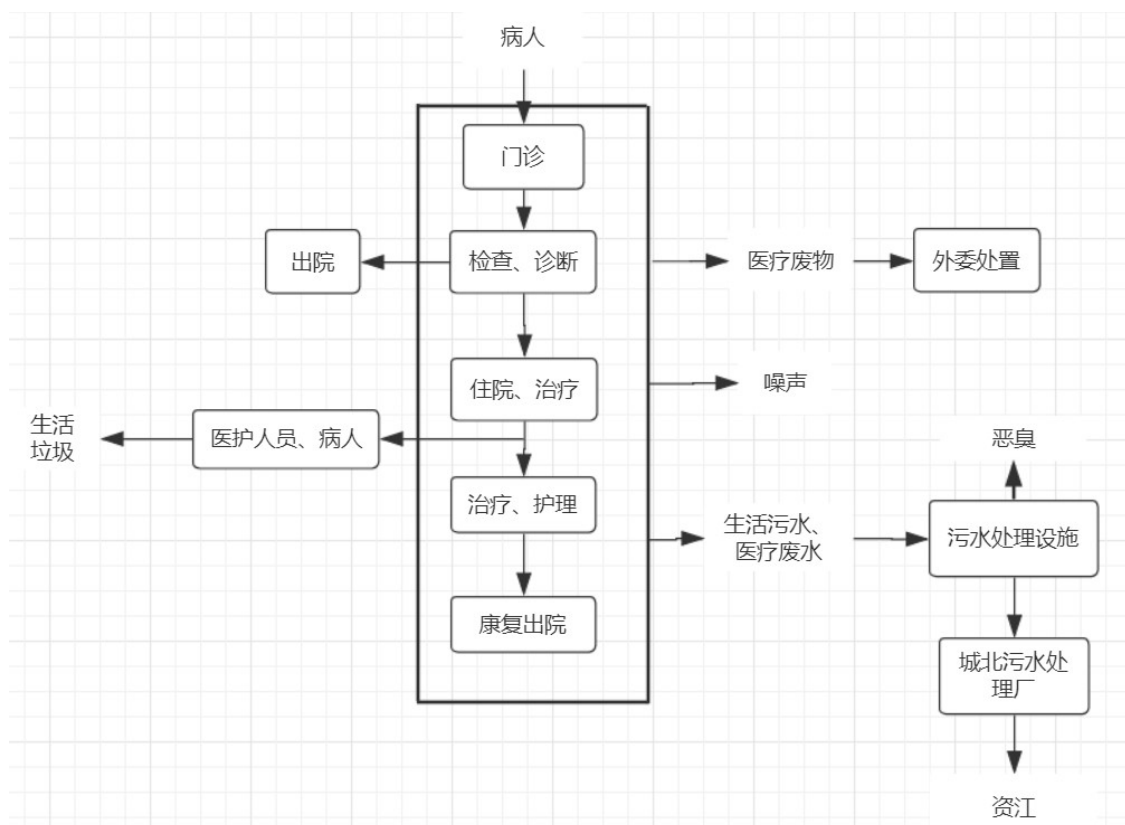 病人
门诊
出院
检查、诊断
医疗废物
外委处置
住院、治疗
噪声
生活
垃圾
医护人员、病人
恶臭
治疗、护理
生活污水、
医疗废水
污水处理设施
康复出院
城北污水处
理厂
资江